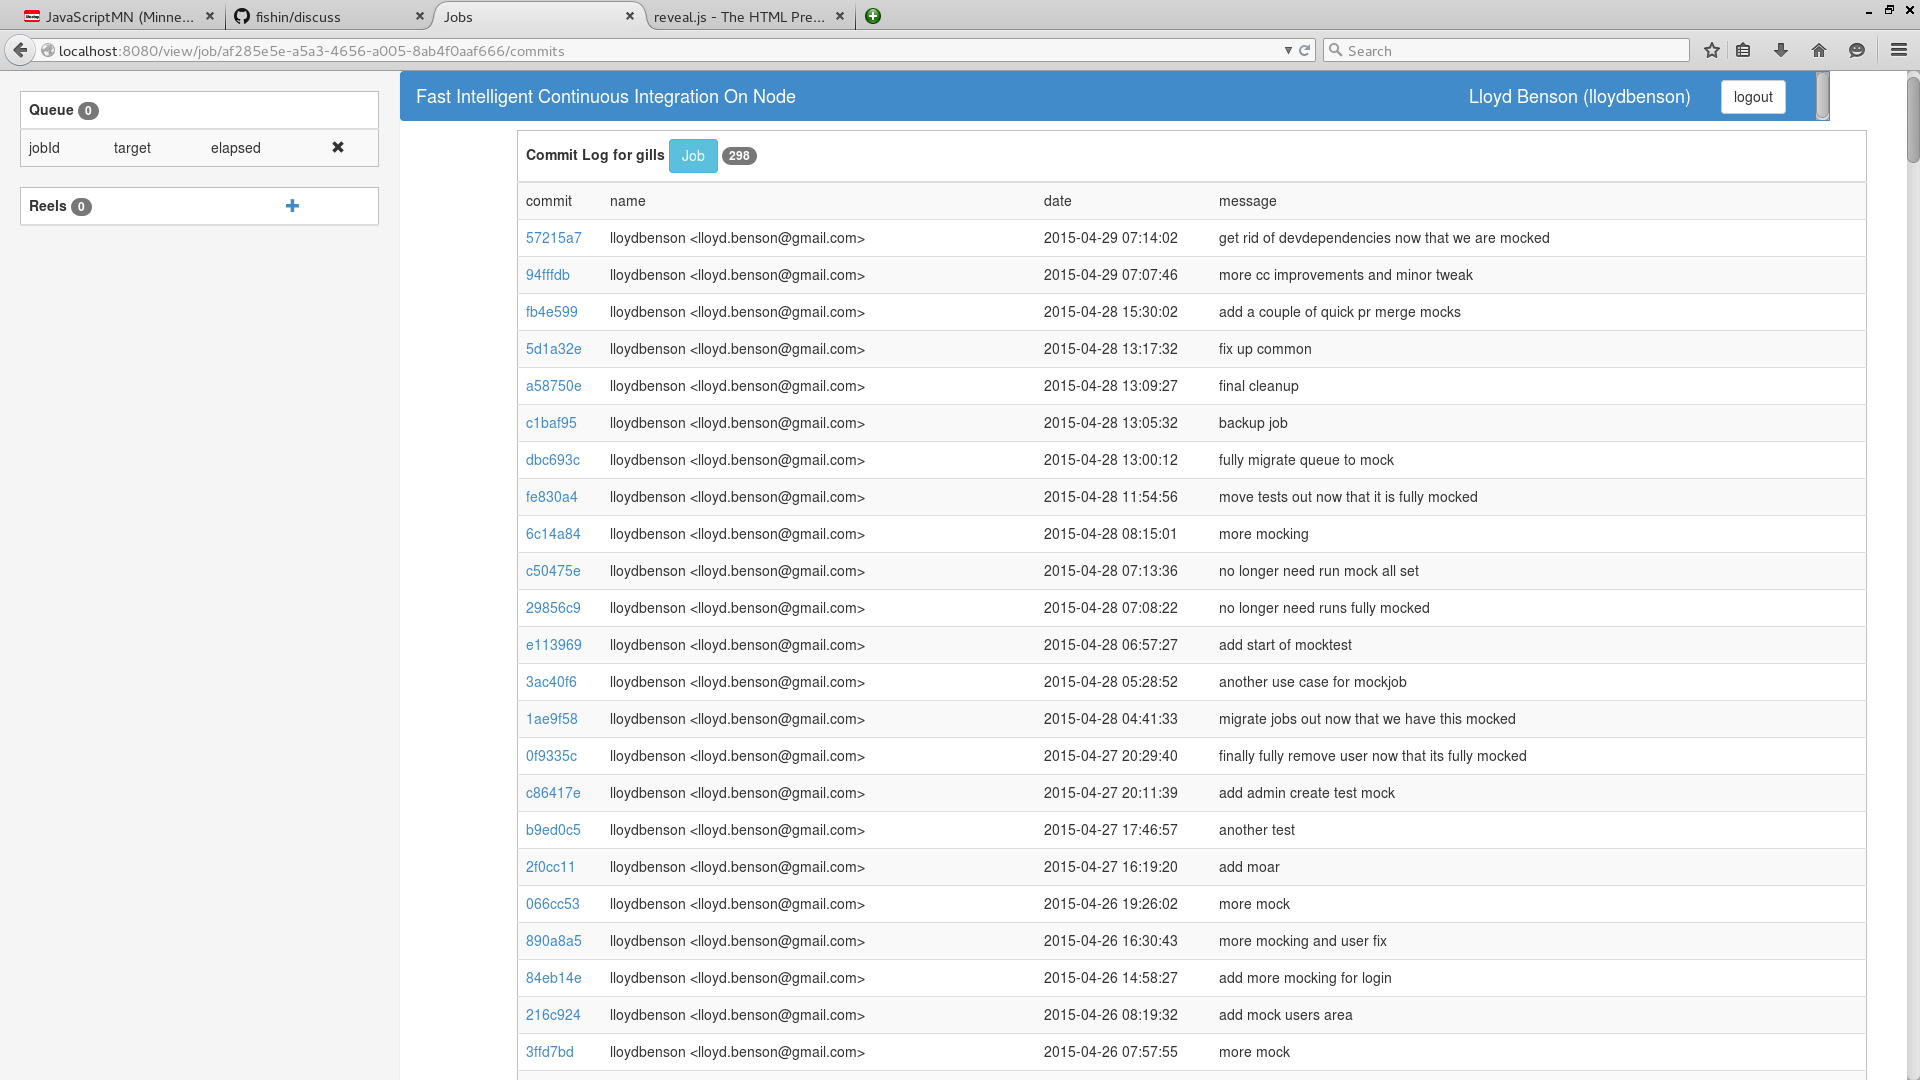 JavaScriptMN (Minne...
fishin/discuss
Jobs
reveal.js - The HTML Pre...
localhost:8080/view/job/af285e5e-a5a3-4656-a005-8ab4f0aaf666/commits
Search
Queue 0
jobId target elapsed
Reels 0
Fast Intelligent Continuous Integration On Node
Lloyd Benson (lloydbenson)
logout
Commit Log for gills Job 298
commit name date message
57215a7 lloydbenson <lloyd.benson@gmail.com> 2015-04-29 07:14:02 get rid of devdependencies now that we are mocked
94fffdb lloydbenson <lloyd.benson@gmail.com> 2015-04-29 07:07:46 more cc improvements and minor tweak
fb4e599 lloydbenson <lloyd.benson@gmail.com> 2015-04-28 15:30:02 add a couple of quick pr merge mocks
5d1a32e lloydbenson <lloyd.benson@gmail.com> 2015-04-28 13:17:32 fix up common
a58750e lloydbenson <lloyd.benson@gmail.com> 2015-04-28 13:09:27 final cleanup
c1baf95 lloydbenson <lloyd.benson@gmail.com> 2015-04-28 13:05:32 backup job
dbc693c lloydbenson <lloyd.benson@gmail.com> 2015-04-28 13:00:12 fully migrate queue to mock
fe830a4 lloydbenson <lloyd.benson@gmail.com> 2015-04-28 11:54:56 move tests out now that it is fully mocked
6c14a84 lloydbenson <lloyd.benson@gmail.com> 2015-04-28 08:15:01 more mocking
c50475e lloydbenson <lloyd.benson@gmail.com> 2015-04-28 07:13:36 no longer need run mock all set
29856c9 lloydbenson <lloyd.benson@gmail.com> 2015-04-28 07:08:22 no longer need runs fully mocked
e113969 lloydbenson <lloyd.benson@gmail.com> 2015-04-28 06:57:27 add start of mocktest
3ac40f6 lloydbenson <lloyd.benson@gmail.com> 2015-04-28 05:28:52 another use case for mockjob
1ae9f58 lloydbenson <lloyd.benson@gmail.com> 2015-04-28 04:41:33 migrate jobs out now that we have this mocked
0f9335c lloydbenson <lloyd.benson@gmail.com> 2015-04-27 20:29:40 finally fully remove user now that its fully mocked
c86417e lloydbenson <lloyd.benson@gmail.com> 2015-04-27 20:11:39 add admin create test mock
b9ed0c5 lloydbenson <lloyd.benson@gmail.com> 2015-04-27 17:46:57 another test
2f0cc11 lloydbenson <lloyd.benson@gmail.com> 2015-04-27 16:19:20 add moar
066cc53 lloydbenson <lloyd.benson@gmail.com> 2015-04-26 19:26:02 more mock
890a8a5 lloydbenson <lloyd.benson@gmail.com> 2015-04-26 16:30:43 more mocking and user fix
84eb14e lloydbenson <lloyd.benson@gmail.com> 2015-04-26 14:58:27 add more mocking for login
216c924 lloydbenson <lloyd.benson@gmail.com> 2015-04-26 08:19:32 add mock users area
3ffd7bd lloydbenson <lloyd.benson@gmail.com> 2015-04-26 07:57:55 more mock